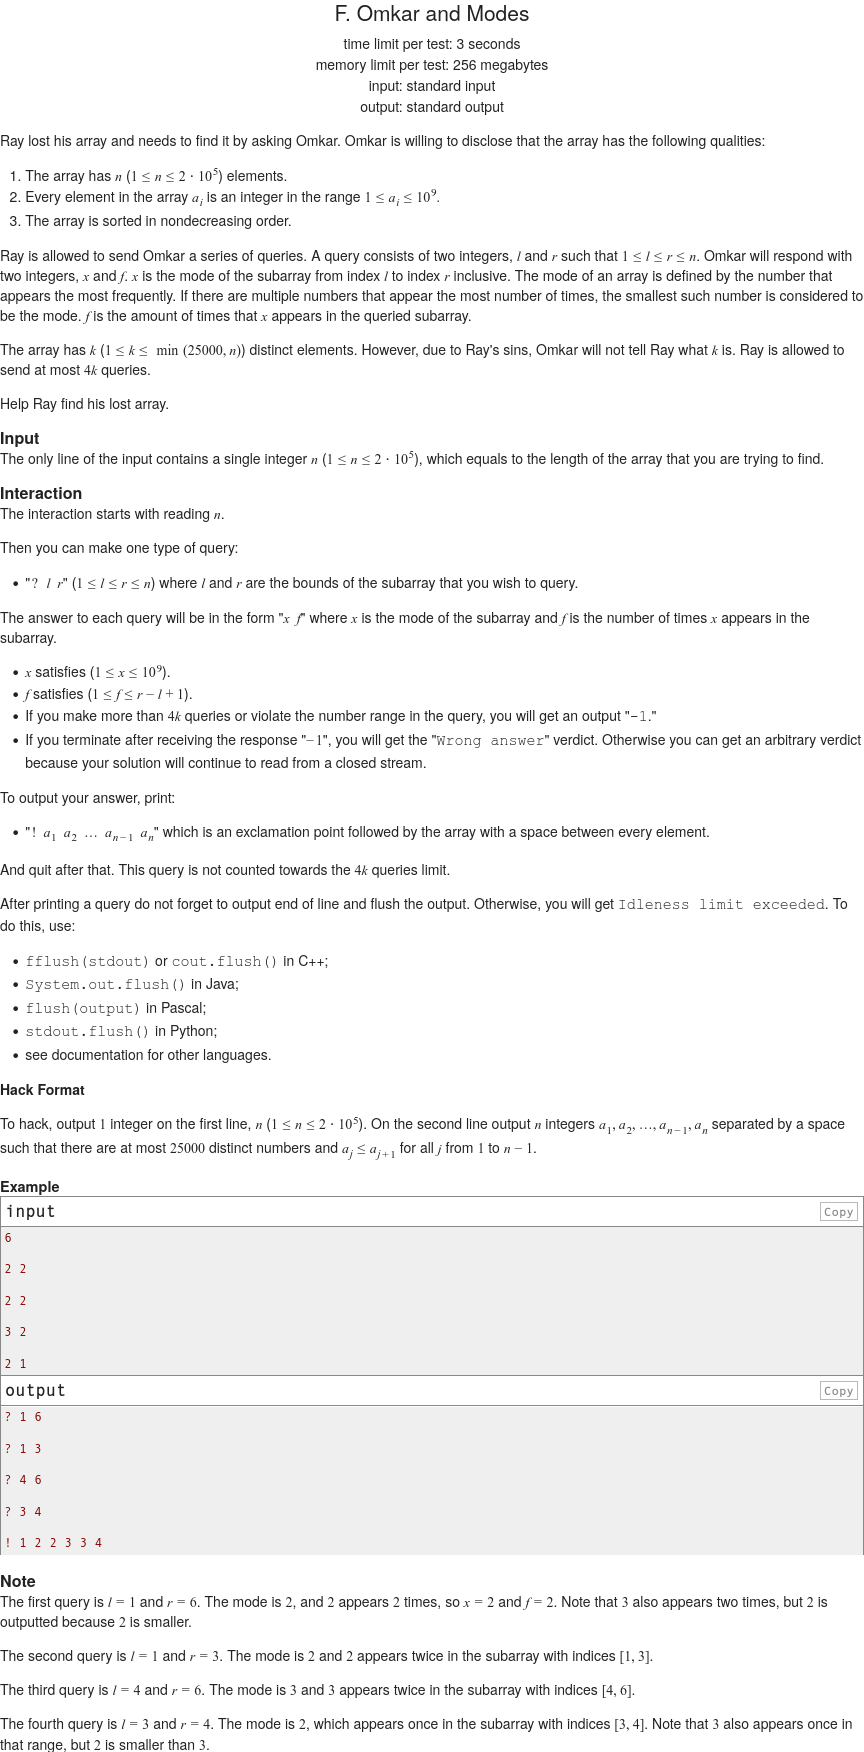 F. Omkar and Modes
time limit per test: 3 seconds
memory limit per test: 256 megabytes
input: standard input
output: standard output
Ray lost his array and needs to find it by asking Omkar. Omkar is willing to disclose that the array has the following qualities:
1. The array has n (1 ≤ n ≤ 2 · 10^5) elements.
2. Every element in the array a_i is an integer in the range 1 ≤ a_i ≤ 10^9.
3. The array is sorted in nondecreasing order.
Ray is allowed to send Omkar a series of queries. A query consists of two integers, l and r such that 1 ≤ l ≤ r ≤ n. Omkar will respond with
two integers, x and f. x is the mode of the subarray from index l to index r inclusive. The mode of an array is defined by the number that
appears the most frequently. If there are multiple numbers that appear the most number of times, the smallest such number is considered to
be the mode. f is the amount of times that x appears in the queried subarray.
The array has k (1 ≤ k ≤ min (25000, n)) distinct elements. However, due to Ray's sins, Omkar will not tell Ray what k is. Ray is allowed to
send at most 4k queries.
Help Ray find his lost array.
Input
The only line of the input contains a single integer n (1 ≤ n ≤ 2 · 10^5), which equals to the length of the array that you are trying to find.
Interaction
The interaction starts with reading n.
Then you can make one type of query:
• "? l r" (1 ≤ l ≤ r ≤ n) where l and r are the bounds of the subarray that you wish to query.
The answer to each query will be in the form "x f" where x is the mode of the subarray and f is the number of times x appears in the
subarray.
• x satisfies (1 ≤ x ≤ 10^9).
• f satisfies (1 ≤ f ≤ r − l + 1).
• If you make more than 4k queries or violate the number range in the query, you will get an output "-1."
• If you terminate after receiving the response "−1", you will get the "Wrong answer" verdict. Otherwise you can get an arbitrary verdict
because your solution will continue to read from a closed stream.
To output your answer, print:
• "! a_1 a_2 … a_{n−1} a_n" which is an exclamation point followed by the array with a space between every element.
And quit after that. This query is not counted towards the 4k queries limit.
After printing a query do not forget to output end of line and flush the output. Otherwise, you will get Idleness limit exceeded. To
do this, use:
• fflush(stdout) or cout.flush() in C++;
• System.out.flush() in Java;
• flush(output) in Pascal;
• stdout.flush() in Python;
• see documentation for other languages.
Hack Format
To hack, output 1 integer on the first line, n (1 ≤ n ≤ 2 · 10^5). On the second line output n integers a_1, a_2, …, a_{n−1}, a_n separated by a space
such that there are at most 25000 distinct numbers and a_j ≤ a_{j+1} for all j from 1 to n − 1.
Example
input Copy
6
2 2
2 2
3 2
2 1
output Copy
? 1 6
? 1 3
? 4 6
? 3 4
! 1 2 2 3 3 4
Note
The first query is l = 1 and r = 6. The mode is 2, and 2 appears 2 times, so x = 2 and f = 2. Note that 3 also appears two times, but 2 is
outputted because 2 is smaller.
The second query is l = 1 and r = 3. The mode is 2 and 2 appears twice in the subarray with indices [1, 3].
The third query is l = 4 and r = 6. The mode is 3 and 3 appears twice in the subarray with indices [4, 6].
The fourth query is l = 3 and r = 4. The mode is 2, which appears once in the subarray with indices [3, 4]. Note that 3 also appears once in
that range, but 2 is smaller than 3.